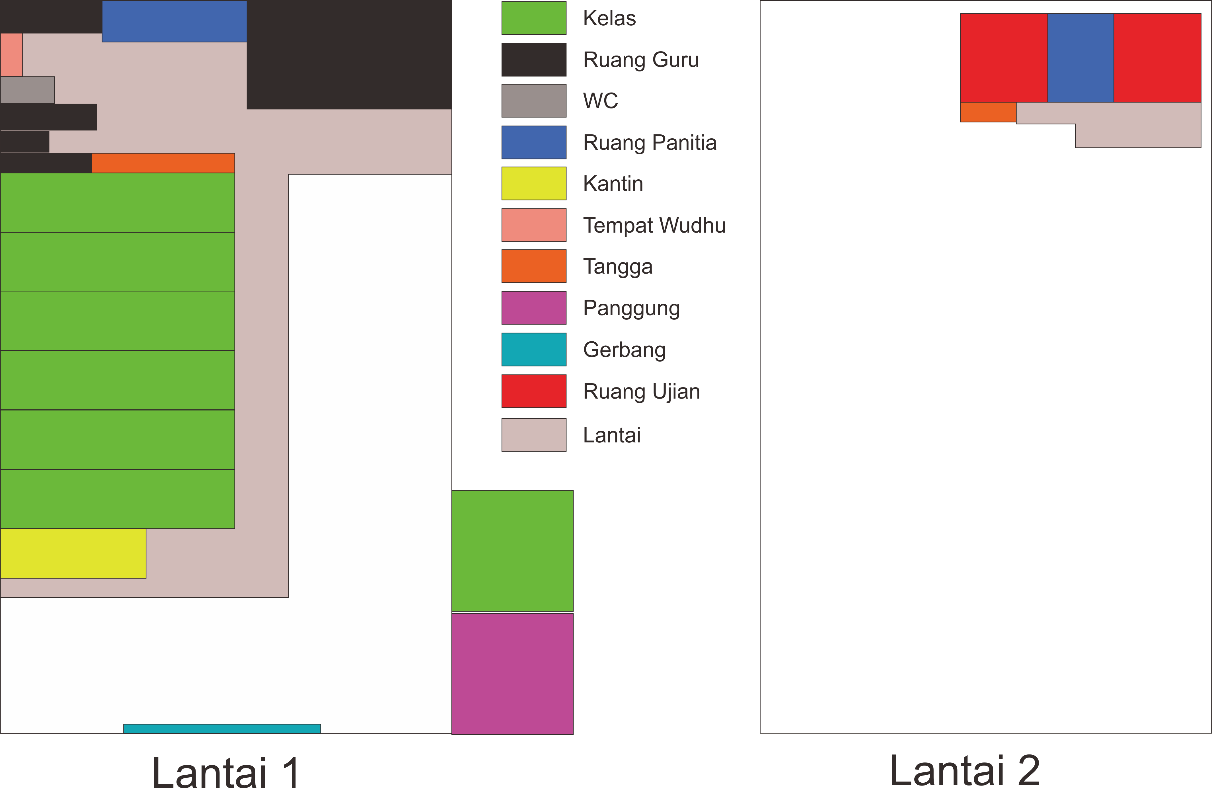 Kelas
Ruang Guru
WC
Ruang Panitia
Kantin
Tempat Wudhu
Tangga
Panggung
Gerbang
Ruang Ujian
Lantai
Lantai 1
Lantai 2